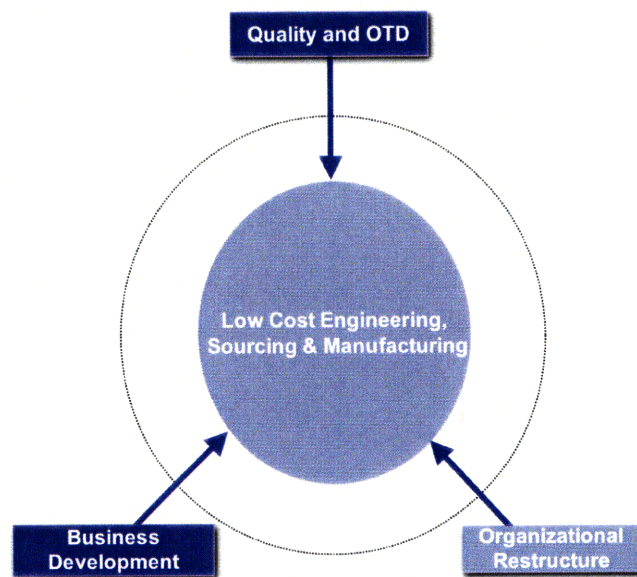 Quality and OTD
Low Cost Engineering,
Sourcing & Manufacturing
Business
Development
Organizational
Restructure